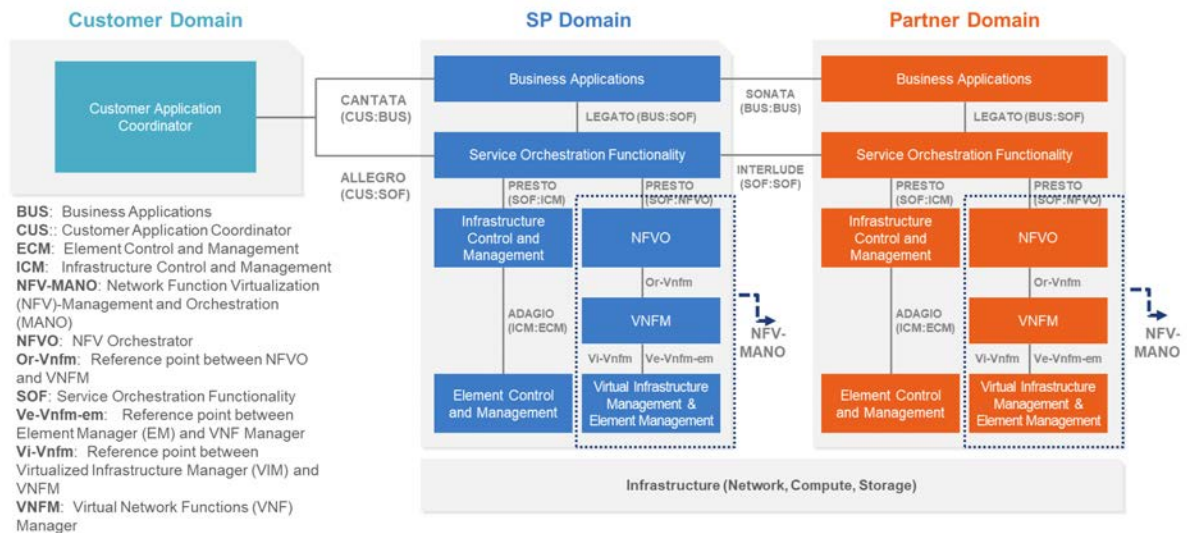 Customer Domain
SP Domain
Partner Domain
Customer Application
Coordinator
CANTATA
(CUS:BUS)
ALLEGRO
(CUS:SOF)
Business Applications
LEGATO (BUS:SOF)
Service Orchestration Functionality
PRESTO
(SOF:ICM)
PRESTO
(SOF:NFVO)
Infrastructure
Control and
Management
NFVO
Or-Vnfm
ADAGIO
(ICM:ECM)
VNFM
Vi-Vnfm
Ve-Vnfm-em
Element Control
and Management
Virtual Infrastructure
Management &
Element Management
NFV-
MANO
SONATA
(BUS:BUS)
INTERLUDE
(SOF:SOF)
Business Applications
LEGATO (BUS:SOF)
Service Orchestration Functionality
PRESTO
(SOF:ICM)
PRESTO
(SOF:NFVO)
Infrastructure
Control and
Management
NFVO
Or-Vnfm
ADAGIO
(ICM:ECM)
VNFM
Vi-Vnfm
Ve-Vnfm-em
Element Control
and Management
Virtual Infrastructure
Management &
Element Management
NFV-
MANO
Infrastructure (Network, Compute, Storage)
BUS: Business Applications
CUS:: Customer Application Coordinator
ECM: Element Control and Management
ICM: Infrastructure Control and Management
NFV-MANO: Network Function Virtualization
(NFV)-Management and Orchestration
(MANO)
NFVO: NFV Orchestrator
Or-Vnfm: Reference point between NFVO
and VNFM
SOF: Service Orchestration Functionality
Ve-Vnfm-em: Reference point between
Element Manager (EM) and VNF Manager
Vi-Vnfm: Reference point between
Virtualized Infrastructure Manager (VIM) and
VNFM
VNFM: Virtual Network Functions (VNF)
Manager